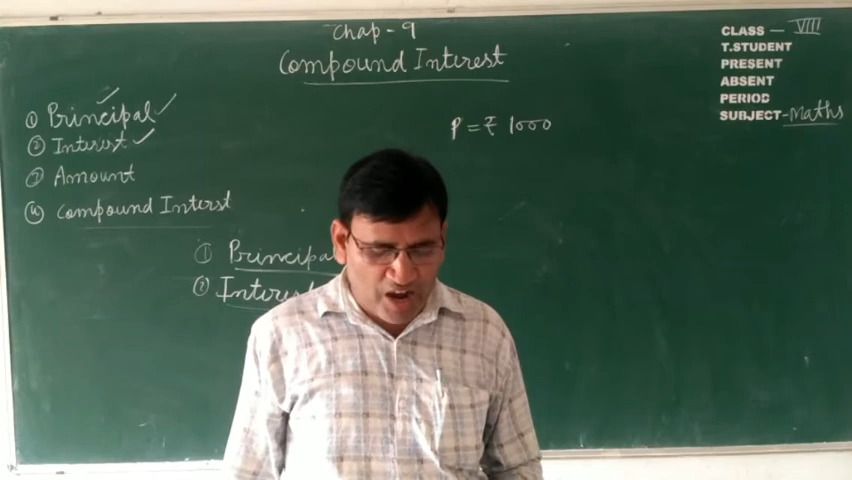 Chap - 9
Compound Interest
① Principal
② Interest
③ Amount
④ Compound Interst
① Principal
② Interest
P = ₹ 1000
CLASS — VIII
T.STUDENT
PRESENT
ABSENT
PERIOD
SUBJECT - Maths